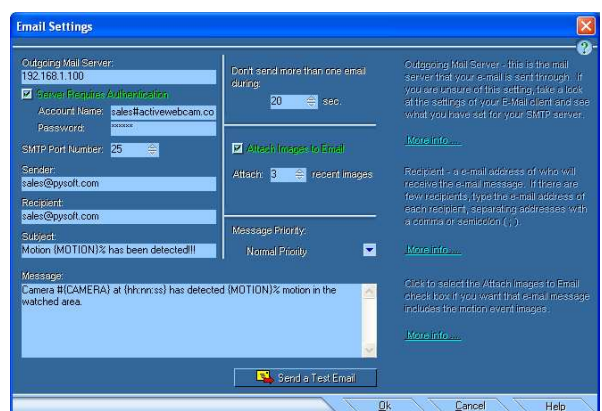 Email Settings
Outgoing Mail Server:
192.168.1.100
Server Requires Authentication
Account Name: sales#activewebcam.co
Password: ******
SMTP Port Number: 25
Sender:
sales@pysoft.com
Recipient:
sales@pysoft.com
Subject:
Motion {MOTION}% has been detected!!!
Don't send more than one email
during:
20 sec.
Attach Images to Email
Attach: 3 recent images
Message Priority:
Normal Priority
Message:
Camera #{CAMERA} at {hh:nn:ss} has detected {MOTION}% motion in the
watched area.
Send a Test Email
?
Outgoing Mail Server - this is the mail
server that your e-mail is sent through. If
you are unsure of this setting, take a look
at the settings of your E-Mail client and see
what you have set for your SMTP server.
More info ...
Recipient - a e-mail address of who will
receive the e-mail message. If there are
few recipients, type the e-mail address of
each recipient, separating addresses with
a comma or semicolon ( ; ).
More info ...
Click to select the Attach Images to Email
check box if you want that e-mail message
includes the motion event images.
More info ...
Ok
Cancel
Help